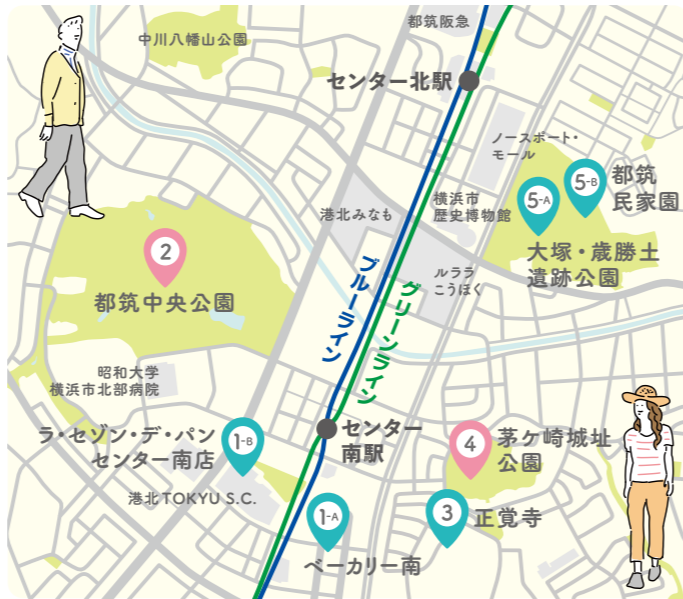 都筑阪急
中川八幡山公園
センター北駅
ノースポート・
モール
5-B
都筑
民家園
5-A
横浜市
歴史博物館
港北みなも
2
大塚・歳勝土
遺跡公園
ルララ
こうほく
都筑中央公園
ブルーライン
グリーンライン
昭和大学
横浜市北部病院
ラ・セゾン・デ・パン
センター南店
1-B
センター
南駅
4
茅ケ崎城址
公園
港北TOKYU S.C.
1-A
3
正覚寺
ベーカリー南